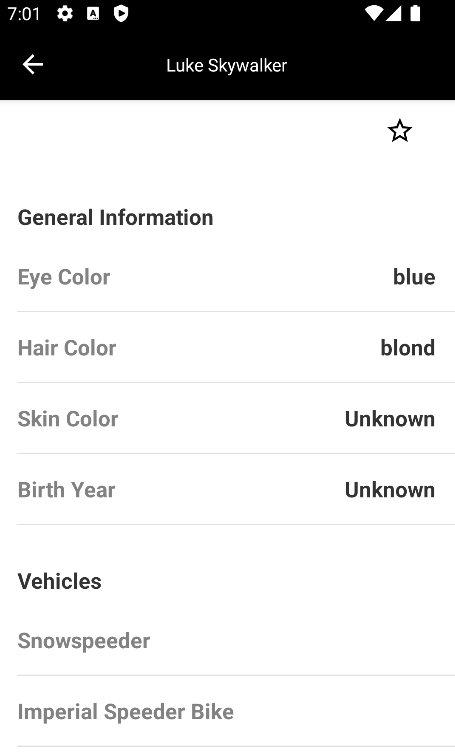 7:01
Luke Skywalker
General Information
Eye Color blue
Hair Color blond
Skin Color Unknown
Birth Year Unknown
Vehicles
Snowspeeder
Imperial Speeder Bike